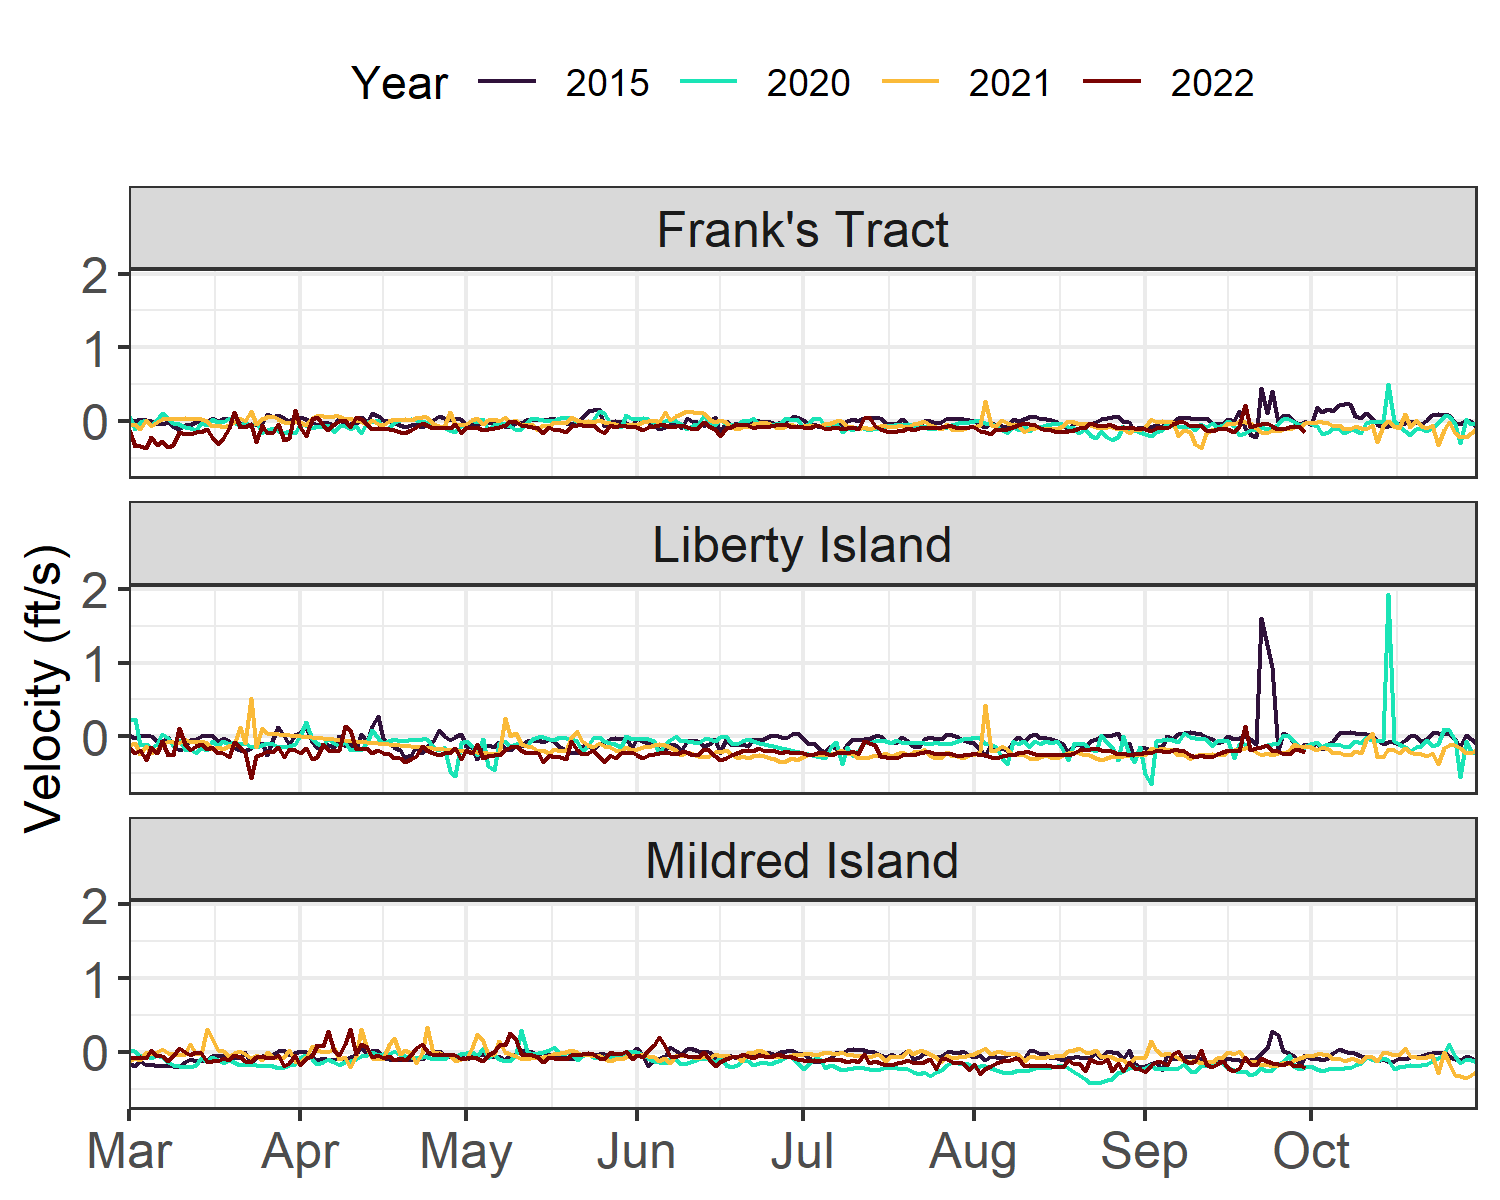 Year 2015 2020 2021 2022
Frank's Tract
2
1
0
Liberty Island
2
1
0
Mildred Island
2
1
0
Velocity (ft/s)
Mar Apr May Jun Jul Aug Sep Oct